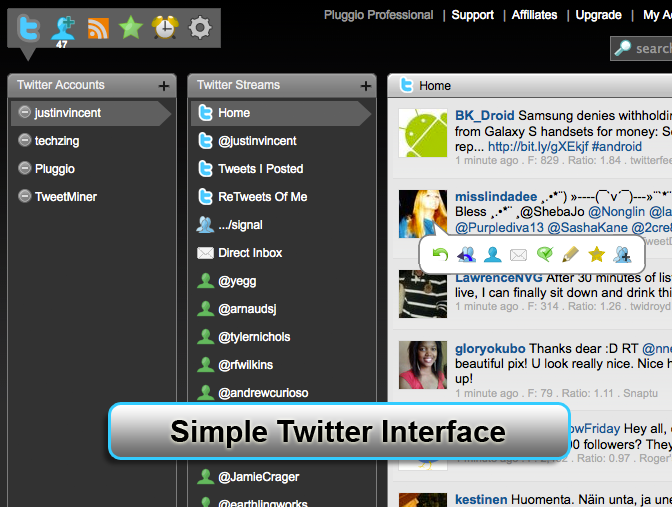 Pluggio Professional | Support | Affiliates | Upgrade | My A
47
search
Twitter Accounts +
justinvincent
techzing
Pluggio
TweetMiner
Twitter Streams +
Home
@justinvincent
Tweets I Posted
ReTweets Of Me
.../signal
Direct Inbox
@yegg
@arnaudsj
@tylernichols
@rfwilkins
@andrewcurioso
@JamieCrager
@earthlingworks
Home
BK_Droid Samsung denies withholdin
from Galaxy S handsets for money: S
rep... http://bit.ly/gXEkjf #android
1 minute ago . F: 829 . Ratio: 1.84 . twitterfee
misslindadee
Bless ¸.•*¨ ¸@ShebaJo @Nonglin @la
@Purplediva13 @SashaKane @2cre
LawrenceNVG After 30 minutes of lis
live, I can finally sit down and drink thi
1 minute ago . F: 314 . Ratio: 1.26 . twidroyd
gloryokubo Thanks dear :D RT @nne
beautiful pix! U look really nice. Nice h
up!
1 minute ago . F: 79 . Ratio: 1.11 . Snaptu
owFriday Hey all,
00 followers? They
Ratio: 0.97 . Roger'
kestinen Huomenta. Näin unta, ja une
Simple Twitter Interface